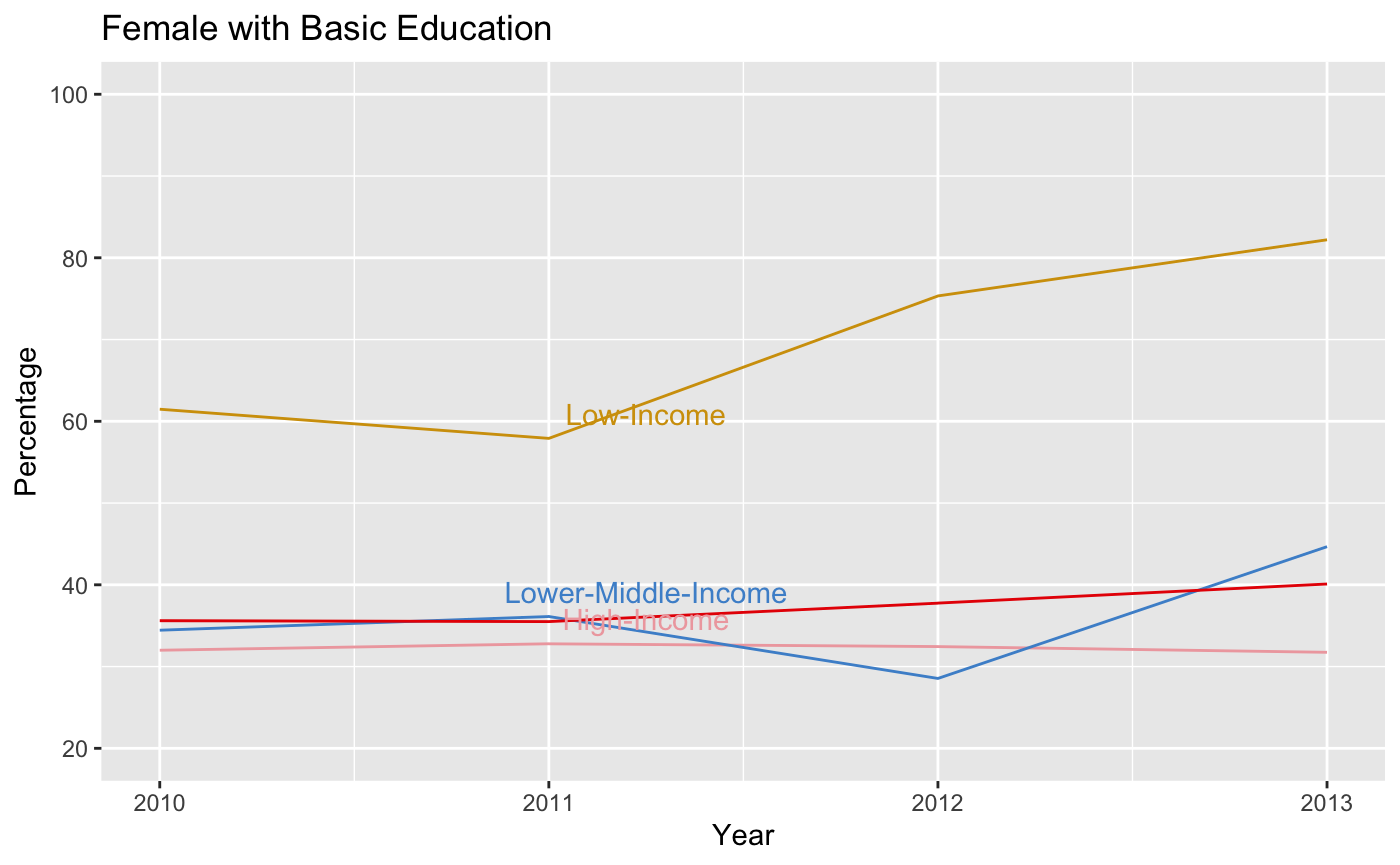 Female with Basic Education
100
80
60
40
20
Percentage
Low-Income
Lower-Middle-Income
High-Income
2010 2011 2012 2013
Year